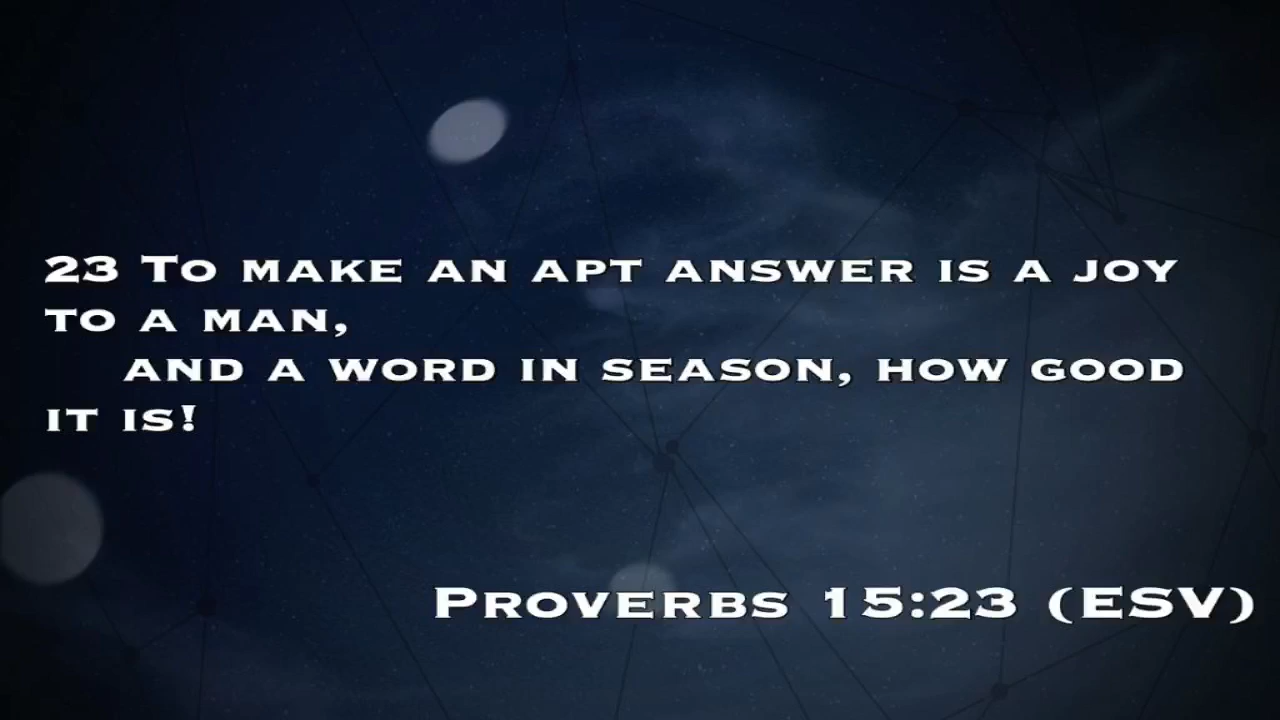 23 To make an apt answer is a joy
to a man,
and a word in season, how good
it is!
Proverbs 15:23 (ESV)